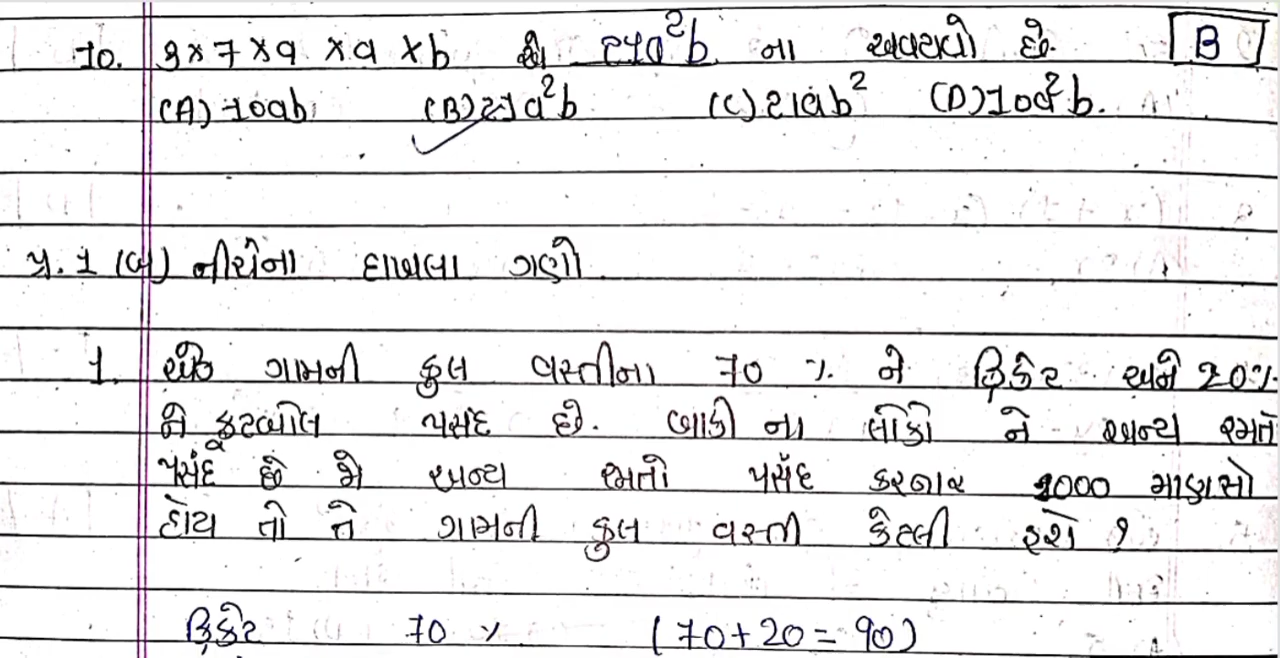 10. 3 × 7 × a × a × b એ 21a²b ના અવયવો છે. B
(A) 10ab (B) 21a²b (C) 21ab² (D) 10a²b.
પ્ર. 1 (બ) નીચેના દાખલા ગણો
1. એક ગામની કુલ વસ્તીના 70 % ને ક્રિકેટ અને 20%
ને ફુટબોલ પસંદ છે. બાકી ના લોકો ને અન્ય રમતો
પસંદ છે જો અન્ય રમતો પસંદ કરનાર 1000 માણસો
હોય તો તે ગામની કુલ વસ્તી કેટલી હશે ?
ક્રિકેટ 70 % (70+20=90)